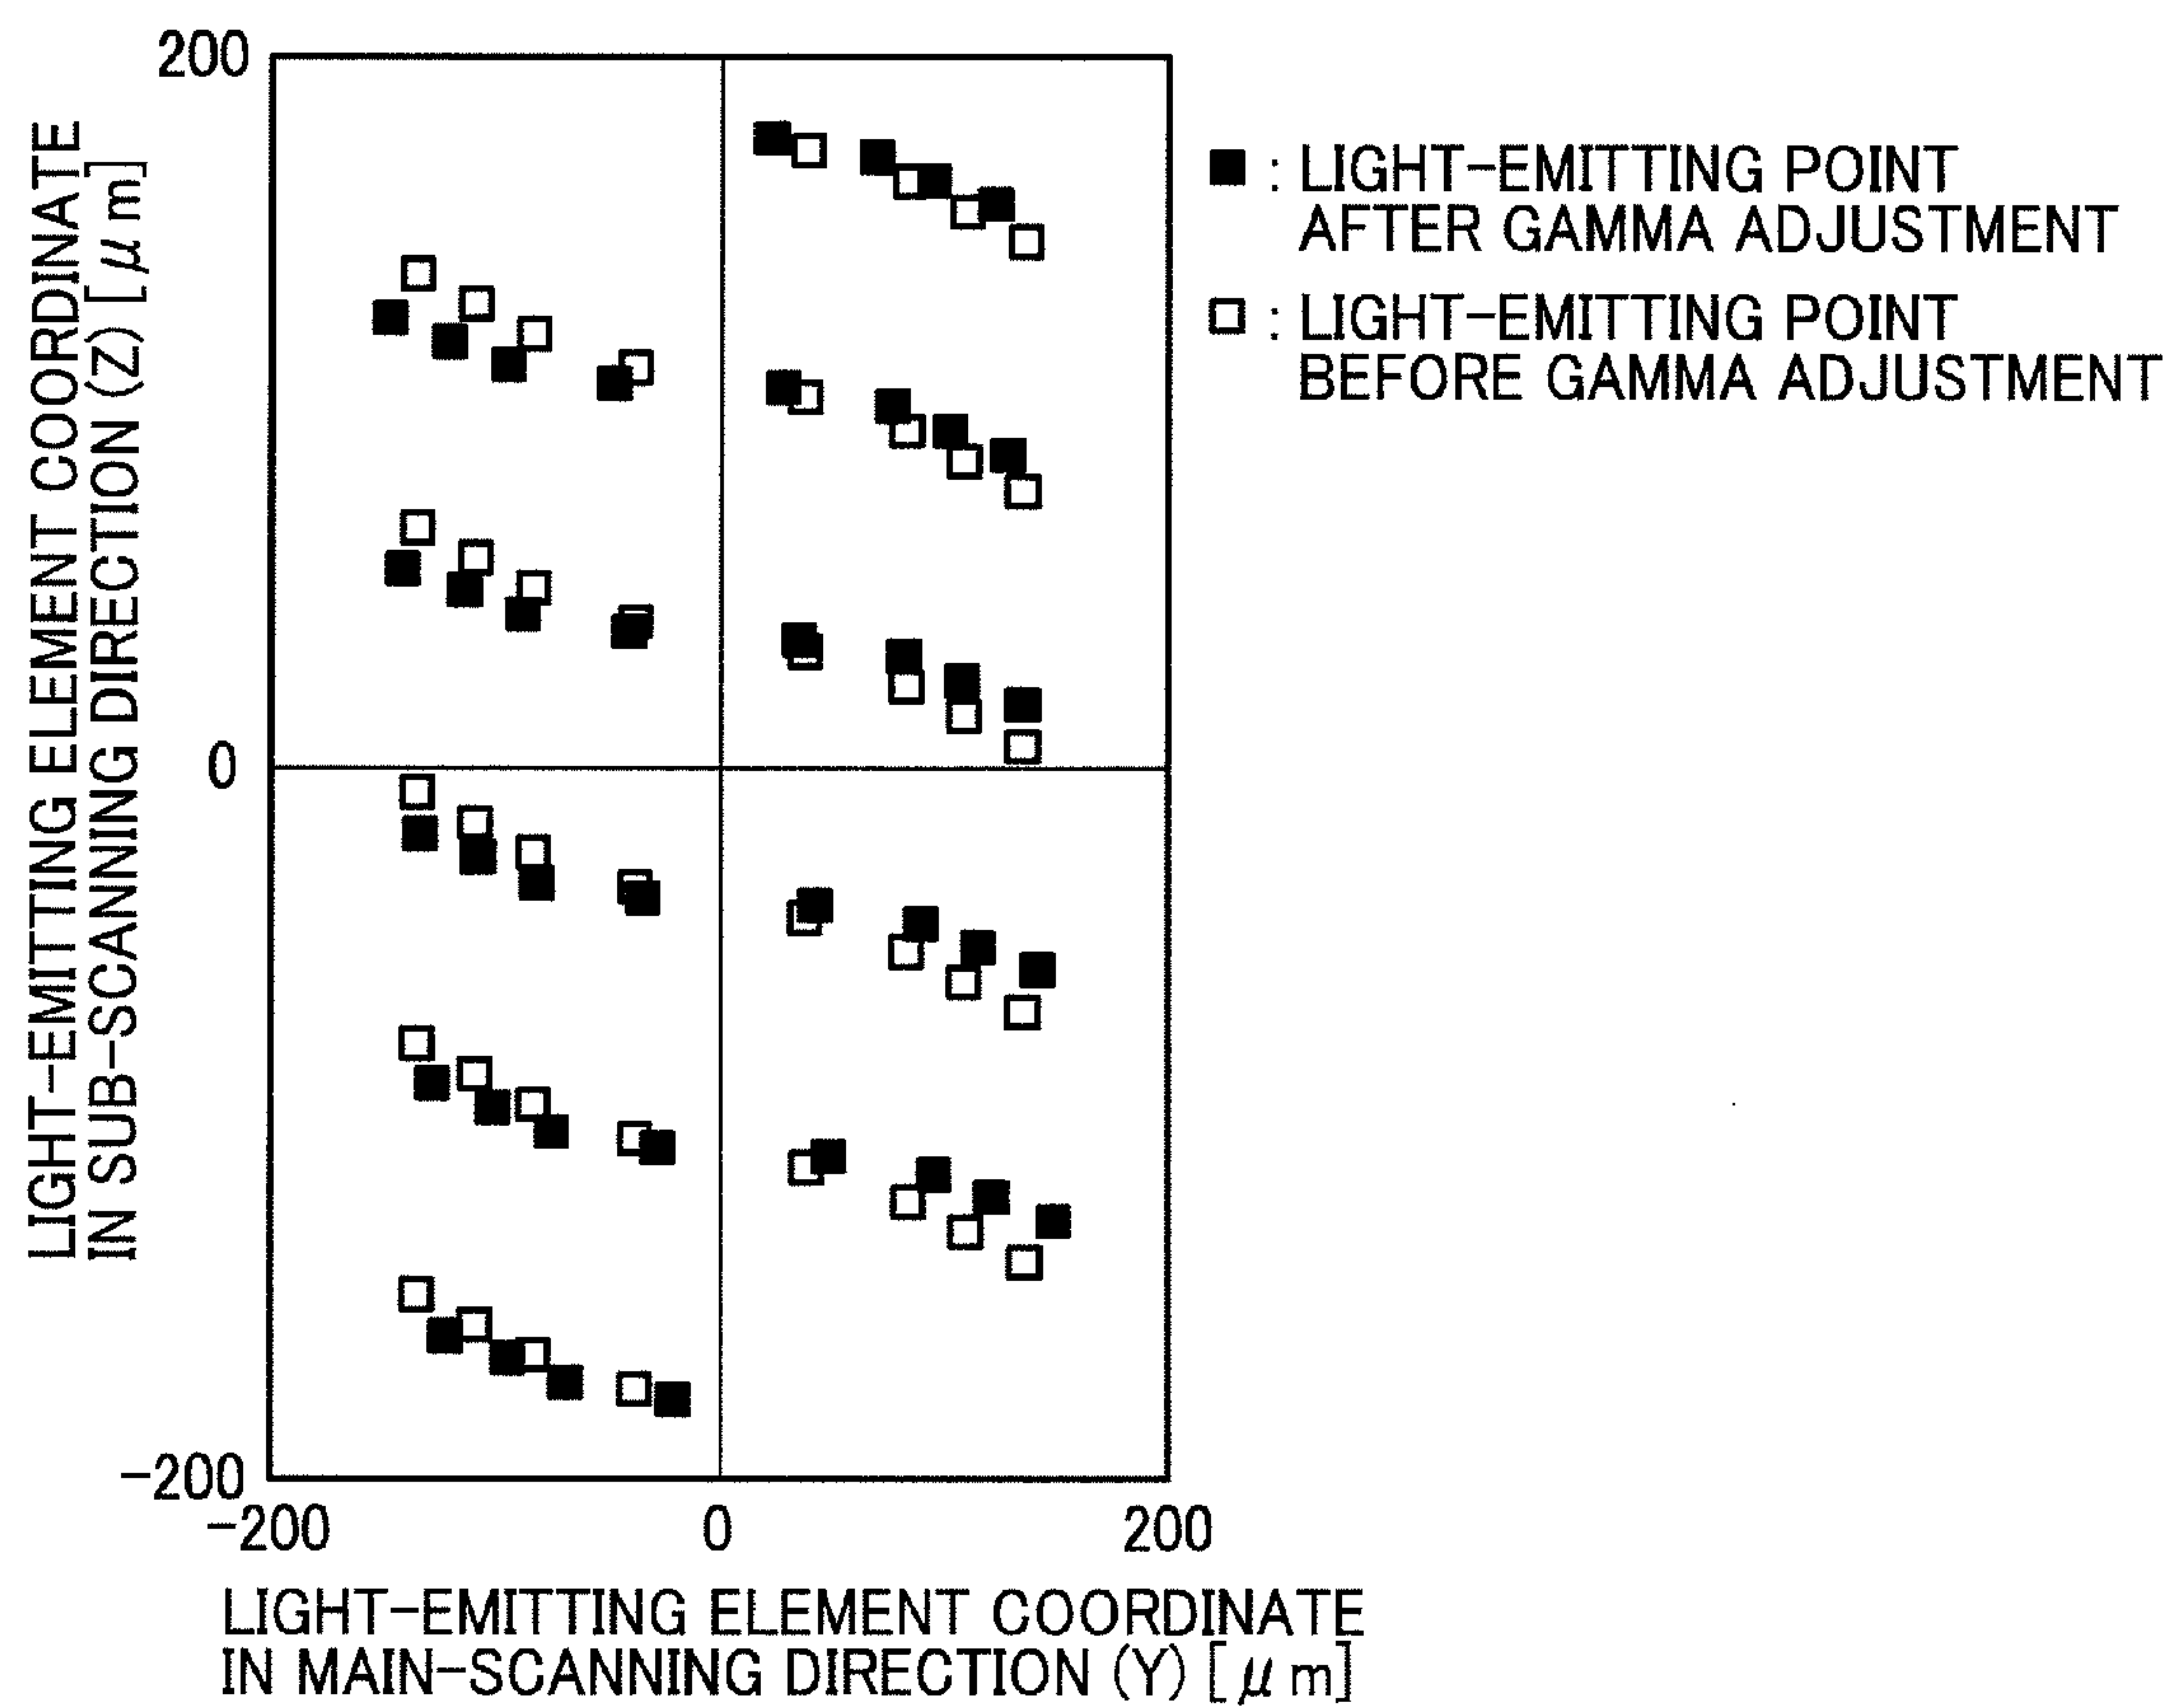 200
0
-200
-200
0
200
LIGHT-EMITTING ELEMENT COORDINATE
IN SUB-SCANNING DIRECTION (Z) [μm]
LIGHT-EMITTING ELEMENT COORDINATE
IN MAIN-SCANNING DIRECTION (Y) [μm]
■ : LIGHT-EMITTING POINT
AFTER GAMMA ADJUSTMENT
□ : LIGHT-EMITTING POINT
BEFORE GAMMA ADJUSTMENT